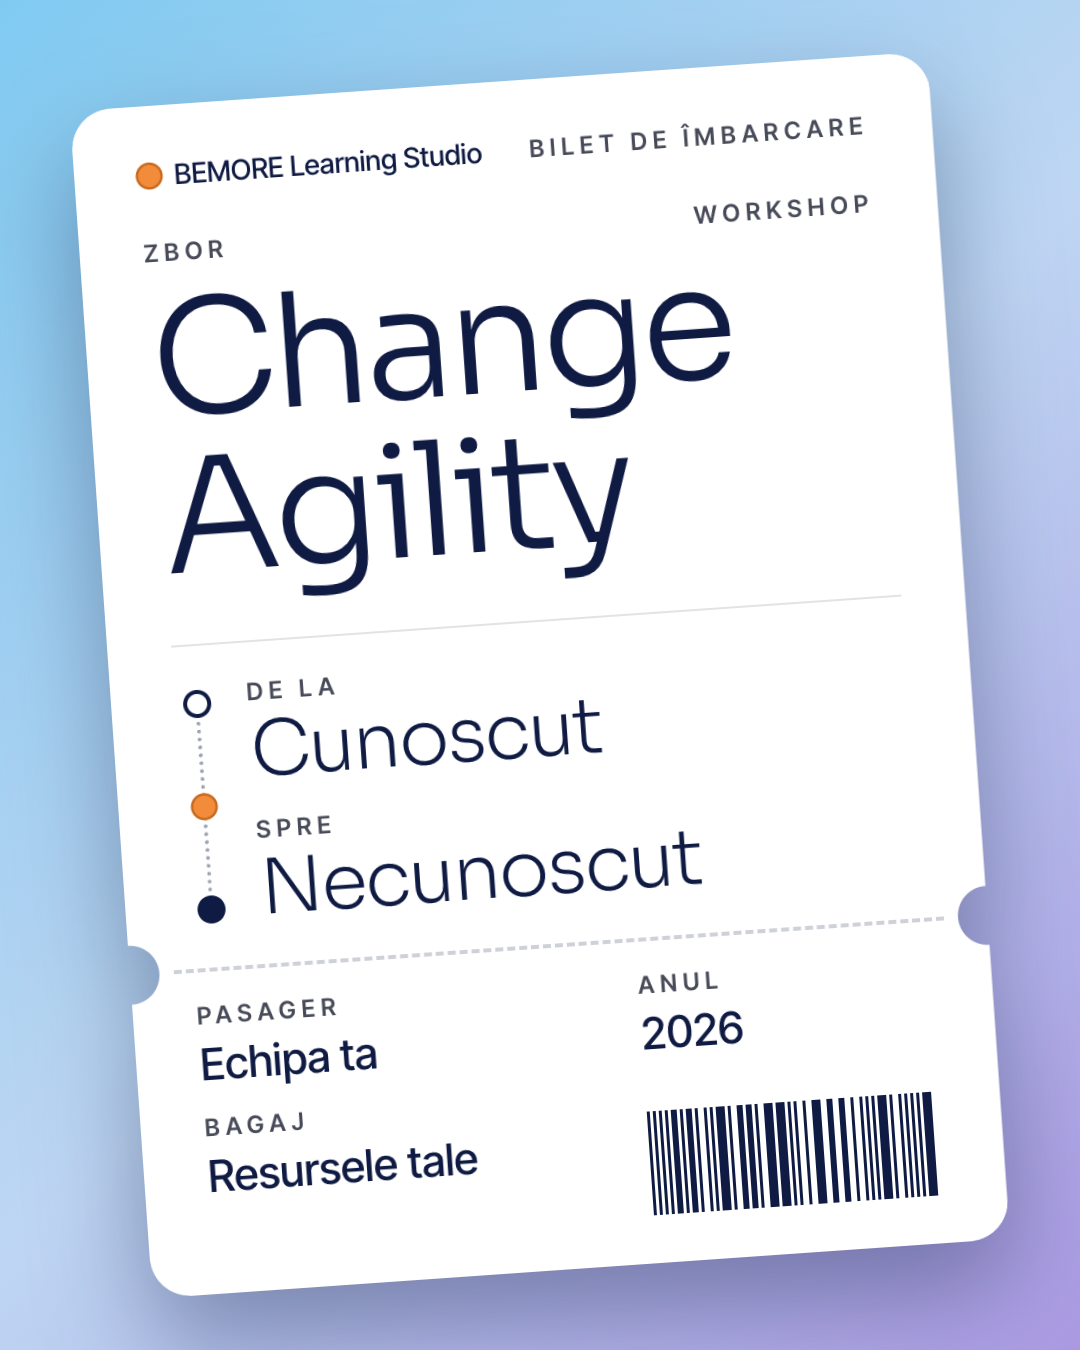 BEMORE Learning Studio
BILET DE ÎMBARCARE
WORKSHOP
ZBOR
Change
Agility
DE LA
Cunoscut
SPRE
Necunoscut
PASAGER
Echipa ta
ANUL
2026
BAGAJ
Resursele tale